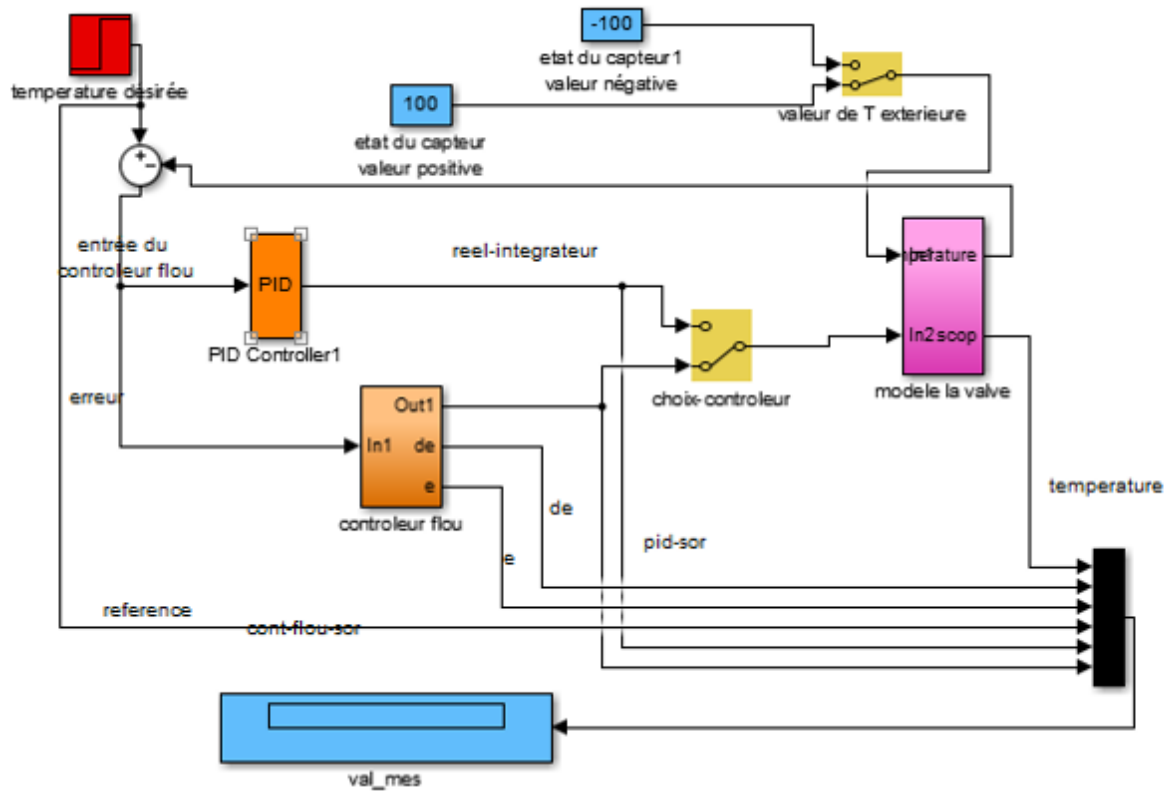 -100
etat du capteur1
valeur négative
temperature désirée
100
etat du capteur
valeur positive
valeur de T exterieure
+
-
entrée du
controleur flou
reel-integrateur
PID
PID Controller1
In1
In2
scop
modele la valve
choix-controleur
erreur
Out1
In1
de
e
controleur flou
de
e
pid-sor
temperature
reference
cont-flou-sor
val_mes